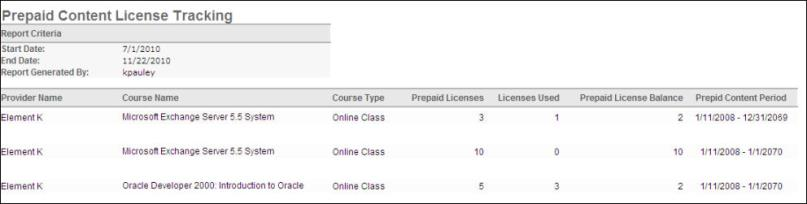 Prepaid Content License Tracking
Report Criteria
Start Date: 7/1/2010
End Date: 11/22/2010
Report Generated By: kpauley
Provider Name Course Name Course Type Prepaid Licenses Licenses Used Prepaid License Balance Prepid Content Period
Element K Microsoft Exchange Server 5.5 System Online Class 3 1 2 1/11/2008 - 12/31/2069
Element K Microsoft Exchange Server 5.5 System Online Class 10 0 10 1/11/2008 - 1/1/2070
Element K Oracle Developer 2000: Introduction to Oracle Online Class 5 3 2 1/11/2008 - 1/1/2070